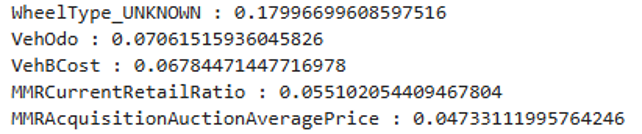 WheelType_UNKNOWN : 0.17996699608597516
VehOdo : 0.07061515936045826
VehBCost : 0.06784471447716978
MMRCurrentRetailRatio : 0.055102054409467804
MMRAcquisitionAuctionAveragePrice : 0.04733111995764246